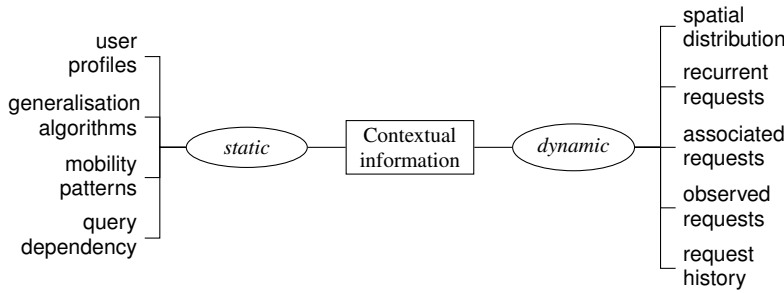 user
profiles
generalisation
algorithms
mobility
patterns
query
dependency
static
Contextual
information
dynamic
spatial
distribution
recurrent
requests
associated
requests
observed
requests
request
history